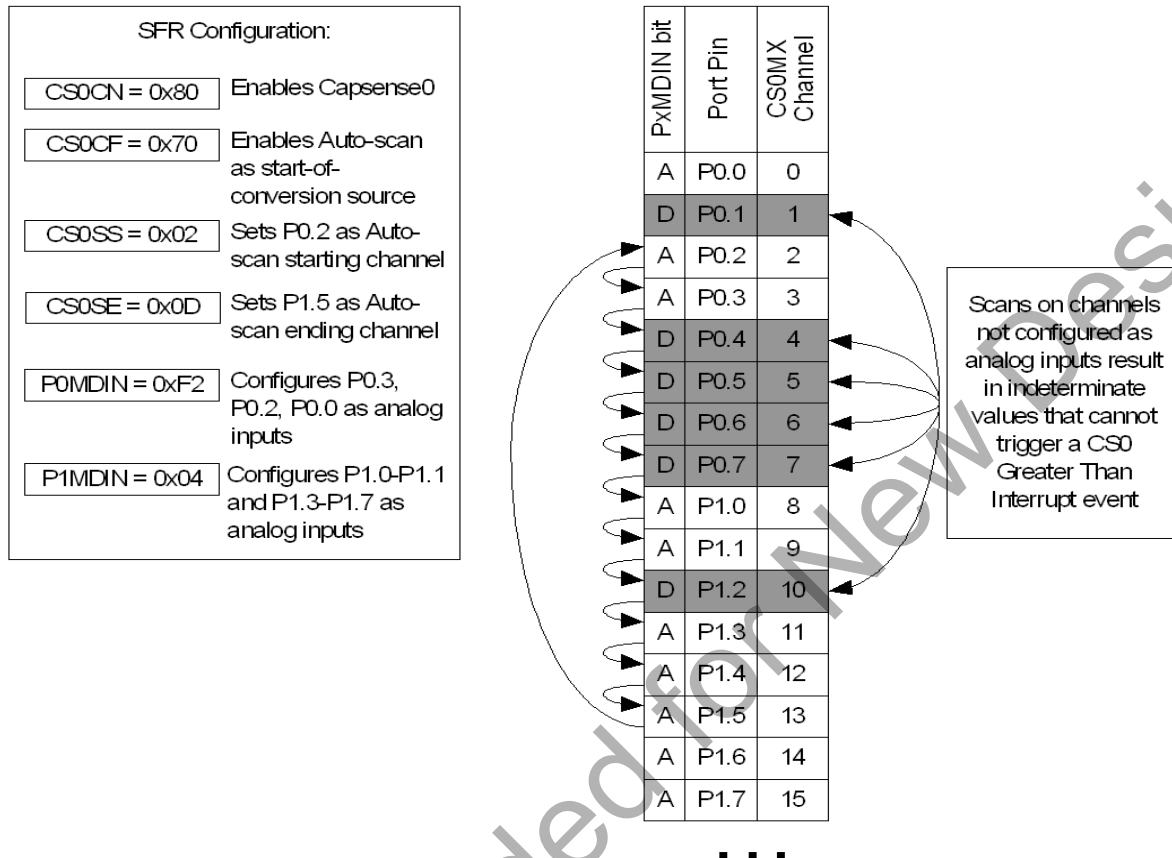 SFR Configuration:
CS0CN = 0x80
Enables Capsense0
CS0CF = 0x70
Enables Auto-scan
as start-of-
conversion source
CS0SS = 0x02
Sets P0.2 as Auto-
scan starting channel
CS0SE = 0x0D
Sets P1.5 as Auto-
scan ending channel
P0MDIN = 0xF2
Configures P0.3,
P0.2, P0.0 as analog
inputs
P1MDIN = 0x04
Configures P1.0-P1.1
and P1.3-P1.7 as
analog inputs
PxMDIN bit
Port Pin
CS0MX
Channel
A P0.0 0
D P0.1 1
A P0.2 2
A P0.3 3
D P0.4 4
D P0.5 5
D P0.6 6
D P0.7 7
A P1.0 8
A P1.1 9
D P1.2 10
A P1.3 11
A P1.4 12
A P1.5 13
A P1.6 14
A P1.7 15
Scans on channels
not configured as
analog inputs result
in indeterminate
values that cannot
trigger a CS0
Greater Than
Interrupt event
ded for New Desi